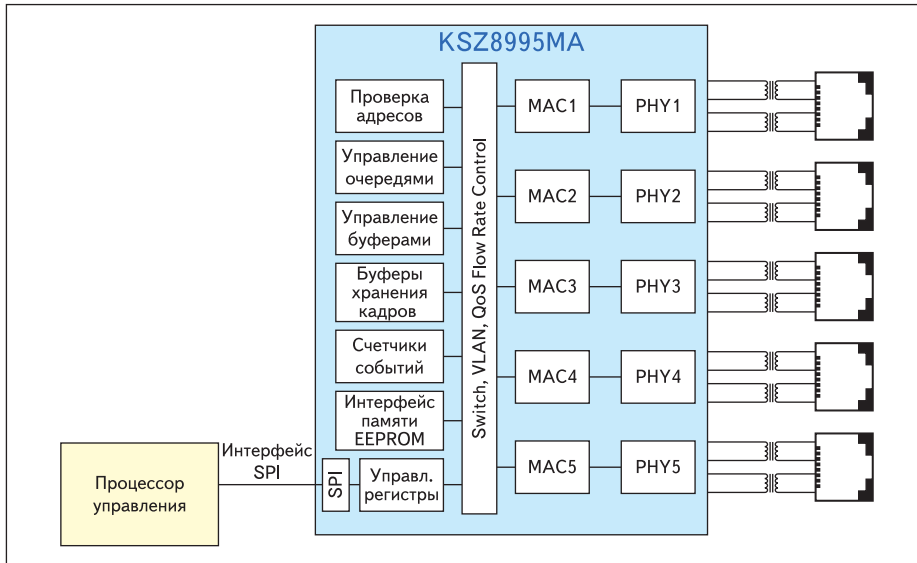 KSZ8995MA
Проверка
адресов
Управление
очередями
Управление
буферами
Буферы
хранения
кадров
Счетчики
событий
Интерфейс
памяти
EEPROM
SPI
Управл.
регистры
Switch, VLAN, QoS Flow Rate Control
MAC1
PHY1
MAC2
PHY2
MAC3
PHY3
MAC4
PHY4
MAC5
PHY5
Интерфейс
SPI
Процессор
управления